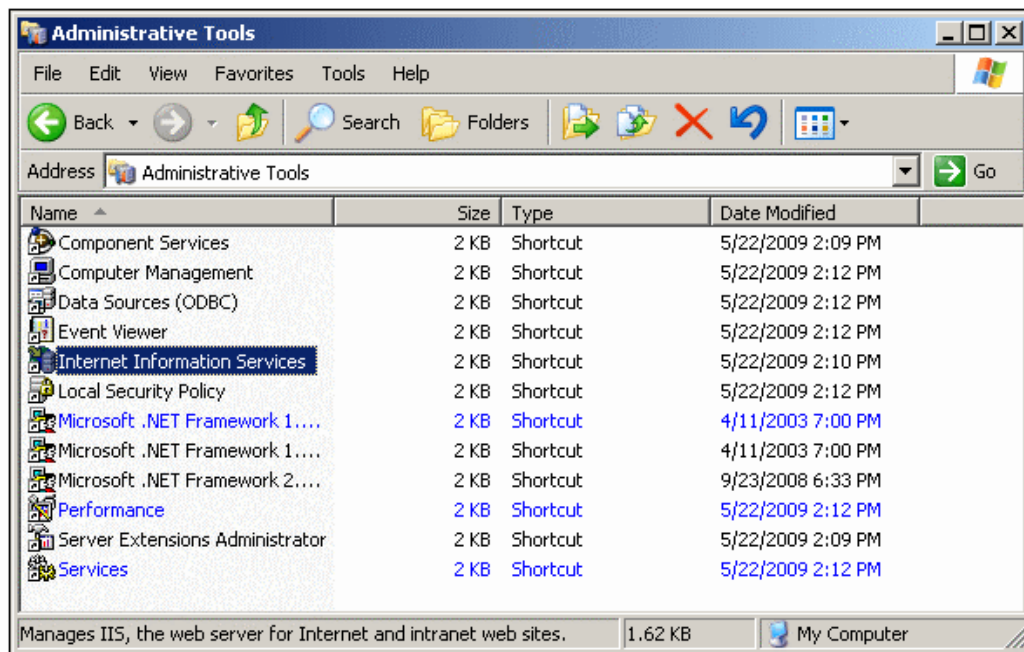 Administrative Tools
File Edit View Favorites Tools Help
Back Search Folders
Address Administrative Tools Go
Name Size Type Date Modified
Component Services 2 KB Shortcut 5/22/2009 2:09 PM
Computer Management 2 KB Shortcut 5/22/2009 2:12 PM
Data Sources (ODBC) 2 KB Shortcut 5/22/2009 2:12 PM
Event Viewer 2 KB Shortcut 5/22/2009 2:12 PM
Internet Information Services 2 KB Shortcut 5/22/2009 2:10 PM
Local Security Policy 2 KB Shortcut 5/22/2009 2:12 PM
Microsoft .NET Framework 1.... 2 KB Shortcut 4/11/2003 7:00 PM
Microsoft .NET Framework 1.... 2 KB Shortcut 4/11/2003 7:00 PM
Microsoft .NET Framework 2.... 2 KB Shortcut 9/23/2008 6:33 PM
Performance 2 KB Shortcut 5/22/2009 2:12 PM
Server Extensions Administrator 2 KB Shortcut 5/22/2009 2:09 PM
Services 2 KB Shortcut 5/22/2009 2:12 PM
Manages IIS, the web server for Internet and intranet web sites. 1.62 KB My Computer